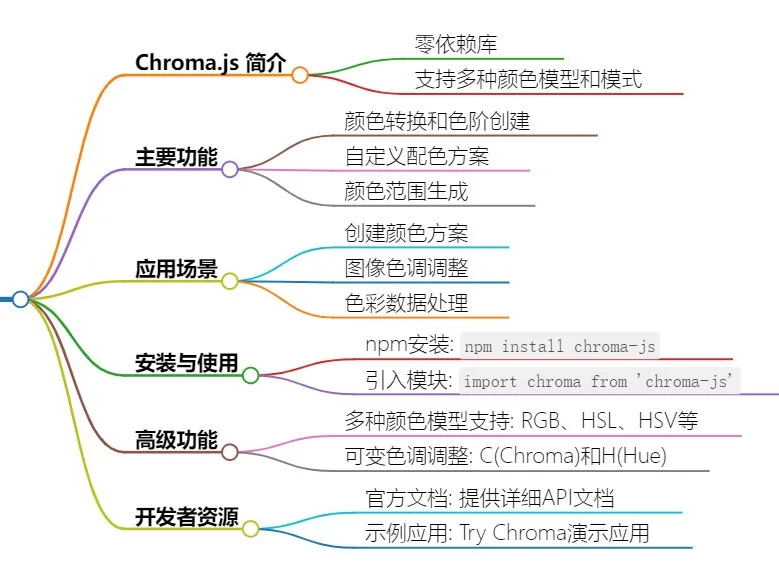 Chroma.js 简介
零依赖库
支持多种颜色模型和模式
主要功能
颜色转换和色阶创建
自定义配色方案
颜色范围生成
应用场景
创建颜色方案
图像色调调整
色彩数据处理
安装与使用
npm安装: npm install chroma-js
引入模块: import chroma from 'chroma-js'
高级功能
多种颜色模型支持: RGB、HSL、HSV等
可变色调调整: C(Chroma)和H(Hue)
开发者资源
官方文档: 提供详细API文档
示例应用: Try Chroma演示应用